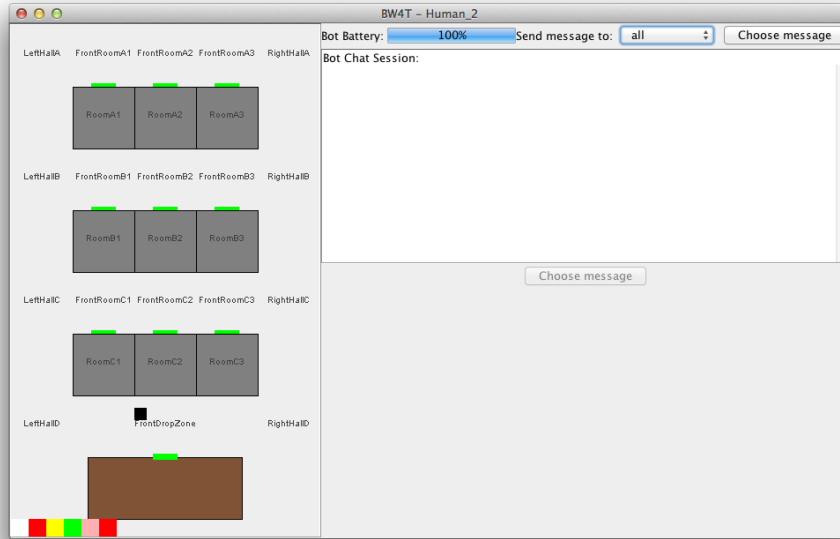 BW4T – Human_2
Bot Battery: 100% Send message to: all Choose message
Bot Chat Session:
Choose message
LeftHallA FrontRoomA1 FrontRoomA2 FrontRoomA3 RightHallA
RoomA1 RoomA2 RoomA3
LeftHallB FrontRoomB1 FrontRoomB2 FrontRoomB3 RightHallB
RoomB1 RoomB2 RoomB3
LeftHallC FrontRoomC1 FrontRoomC2 FrontRoomC3 RightHallC
RoomC1 RoomC2 RoomC3
LeftHallD FrontDropZone RightHallD